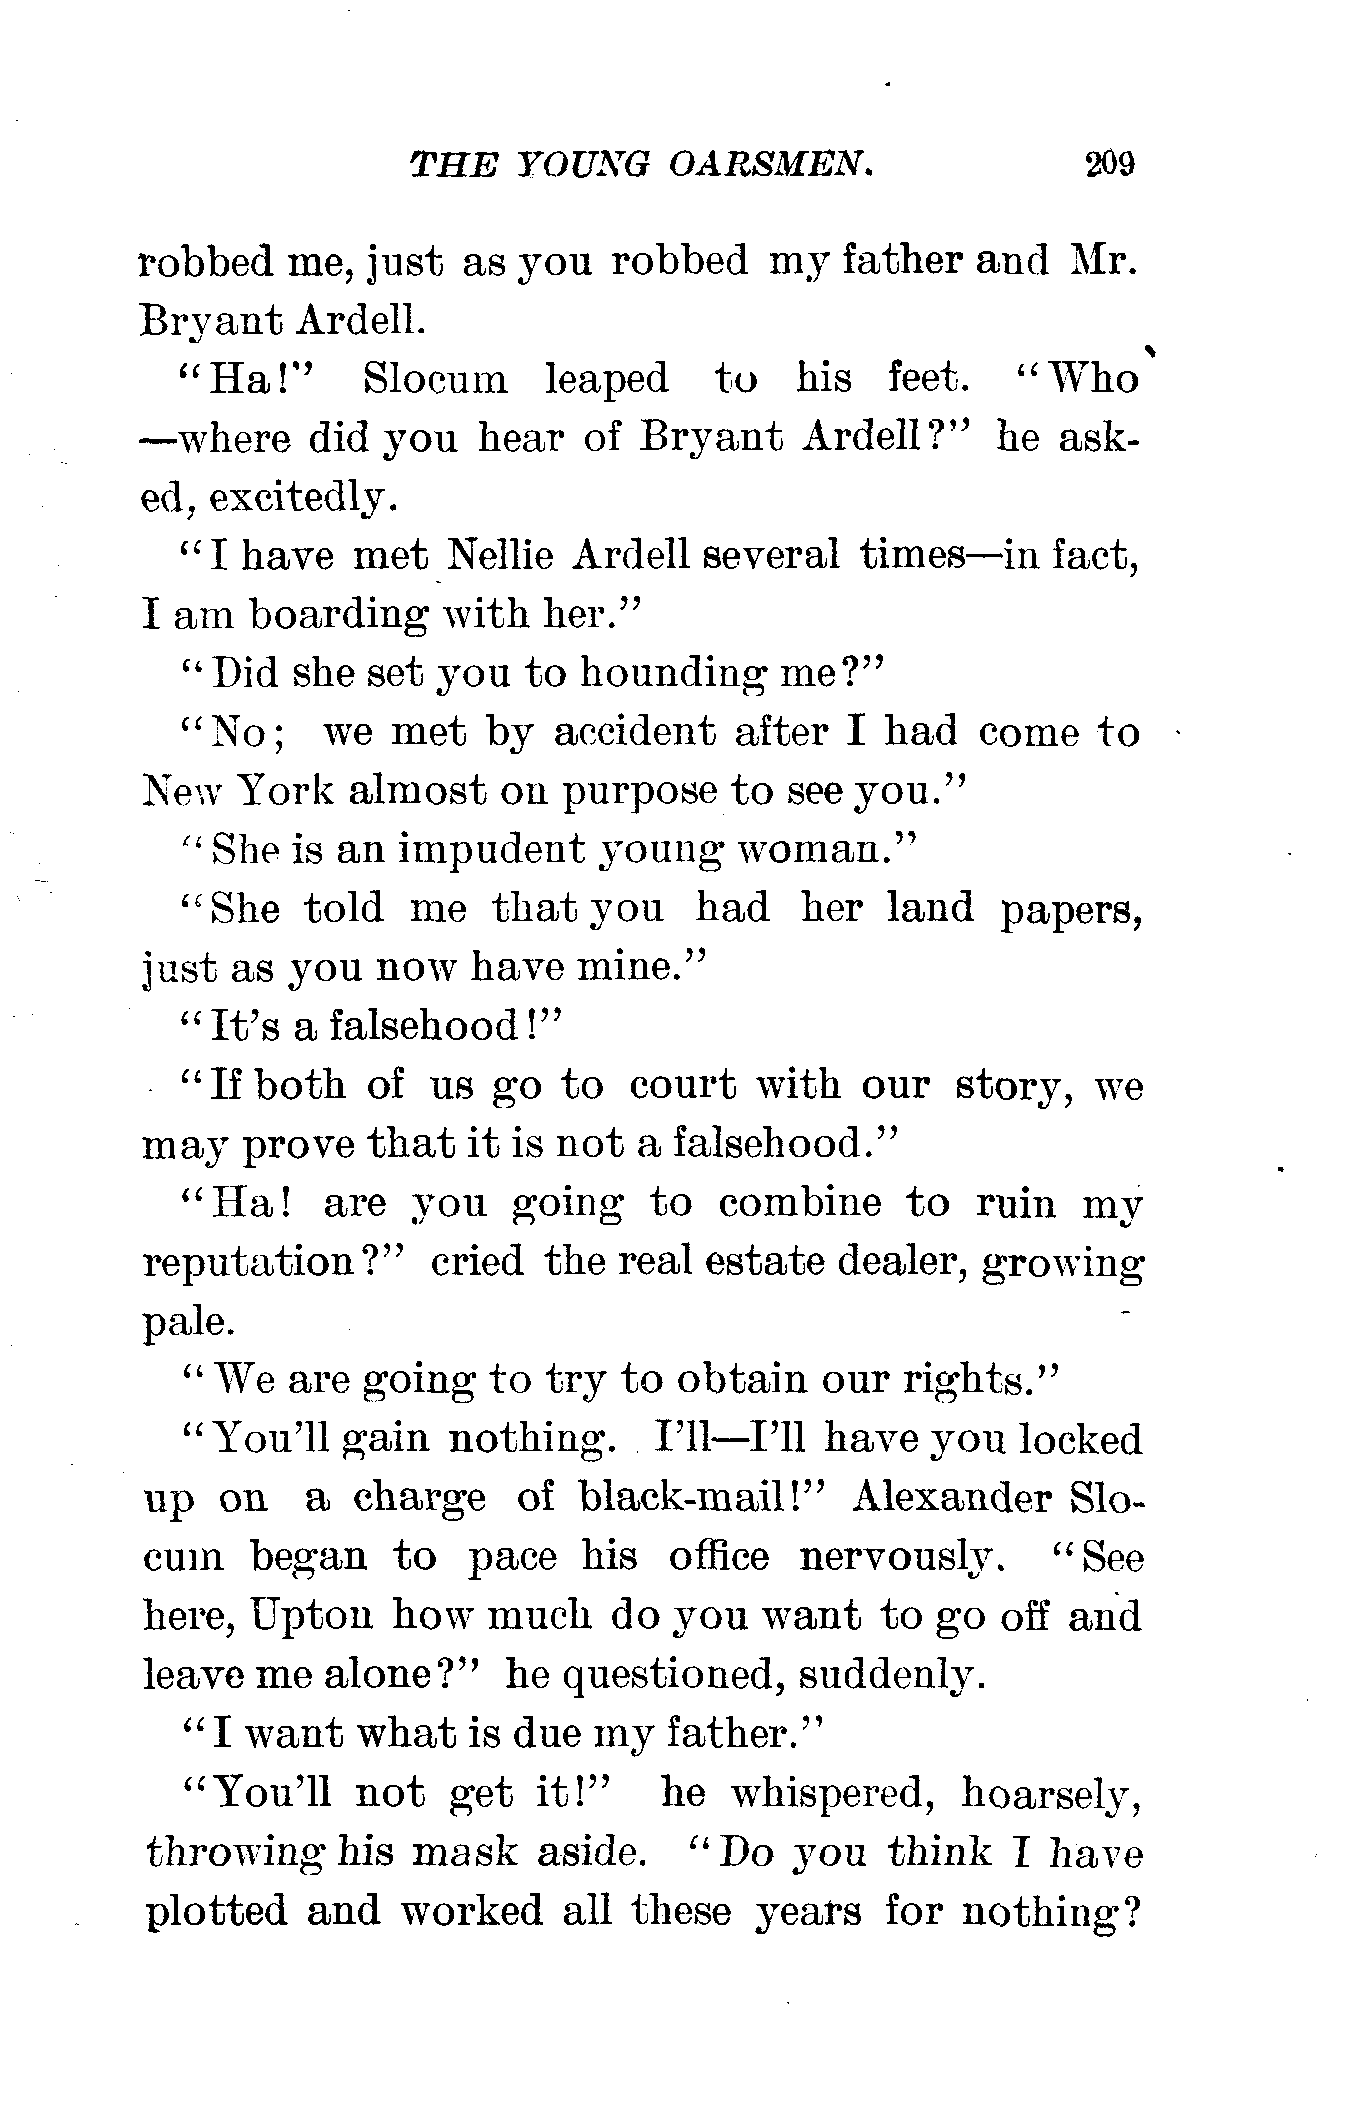 THE YOUNG OARSMEN. 209
robbed me, just as you robbed my father and Mr.
Bryant Ardell.
"Ha!" Slocum leaped to his feet. "Who
—where did you hear of Bryant Ardell?" he ask-
ed, excitedly.
"I have met Nellie Ardell several times—in fact,
I am boarding with her."
"Did she set you to hounding me?"
"No; we met by accident after I had come to
New York almost on purpose to see you."
"She is an impudent young woman."
"She told me that you had her land papers,
just as you now have mine."
"It's a falsehood!"
"If both of us go to court with our story, we
may prove that it is not a falsehood."
"Ha! are you going to combine to ruin my
reputation?" cried the real estate dealer, growing
pale.
"We are going to try to obtain our rights."
"You'll gain nothing. I'll—I'll have you locked
up on a charge of black-mail!" Alexander Slo-
cum began to pace his office nervously. "See
here, Upton how much do you want to go off and
leave me alone?" he questioned, suddenly.
"I want what is due my father."
"You'll not get it!" he whispered, hoarsely,
throwing his mask aside. "Do you think I have
plotted and worked all these years for nothing?